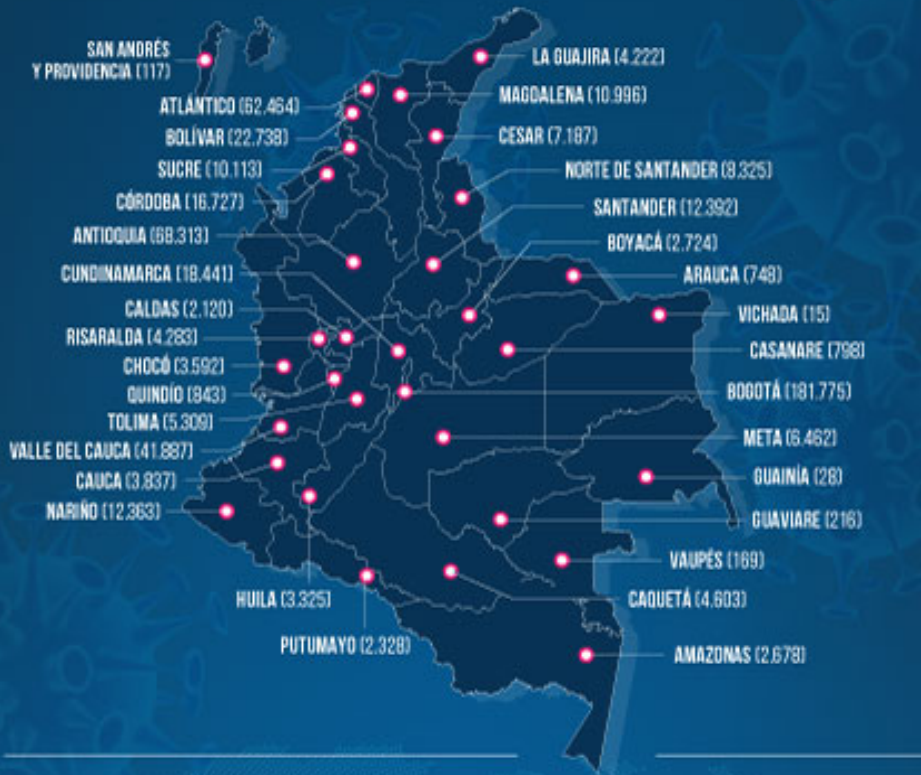 SAN ANDRÉS
Y PROVIDENCIA (117)
ATLÁNTICO (62.464)
BOLÍVAR (22.738)
SUCRE (10.113)
CÓRDOBA (16.727)
ANTIOQUIA (68.313)
CUNDINAMARCA (18.441)
CALDAS (2.120)
RISARALDA (4.283)
CHOCÓ (3.592)
QUINDÍO (843)
TOLIMA (5.309)
VALLE DEL CAUCA (41.887)
CAUCA (3.837)
NARIÑO (12.363)
HUILA (3.325)
PUTUMAYO (2.328)
LA GUAJIRA (4.222)
MAGDALENA (10.996)
CESAR (7.187)
NORTE DE SANTANDER (8.325)
SANTANDER (12.392)
BOYACÁ (2.724)
ARAUCA (748)
VICHADA (15)
CASANARE (798)
BOGOTÁ (181.775)
META (6.462)
GUAINÍA (28)
GUAVIARE (216)
VAUPÉS (169)
CAQUETÁ (4.603)
AMAZONAS (2.678)